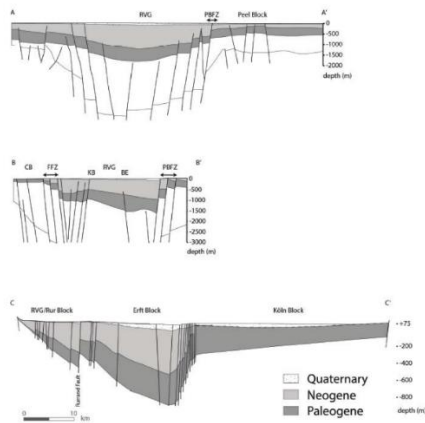 A RVG PBFZ Peel Block A'
0
-500
-1000
-1500
-2000
depth (m)
B CB FFZ RVG PBFZ B'
KB BE
0
-500
-1000
-1500
-2000
-2500
-3000
depth (m)
C C'
RVG/Rur Block Erft Block Köln Block
+75
-200
-400
-600
-800
depth (m)
Rurrand Fault
Quaternary
Neogene
Paleogene
0 10
km